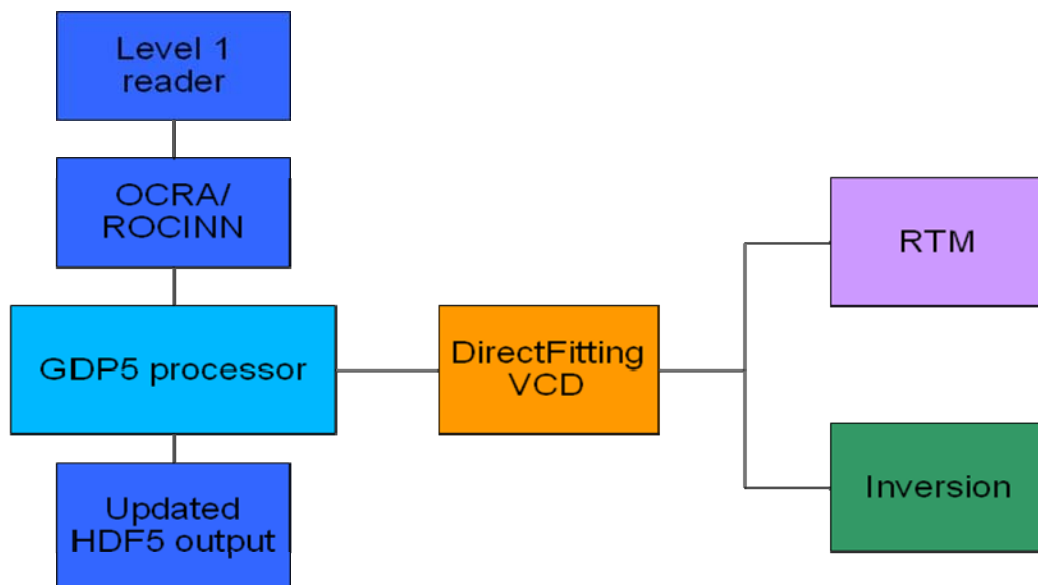 Level 1
reader
OCRA/
ROCINN
GDP5 processor
Updated
HDF5 output
DirectFitting
VCD
RTM
Inversion